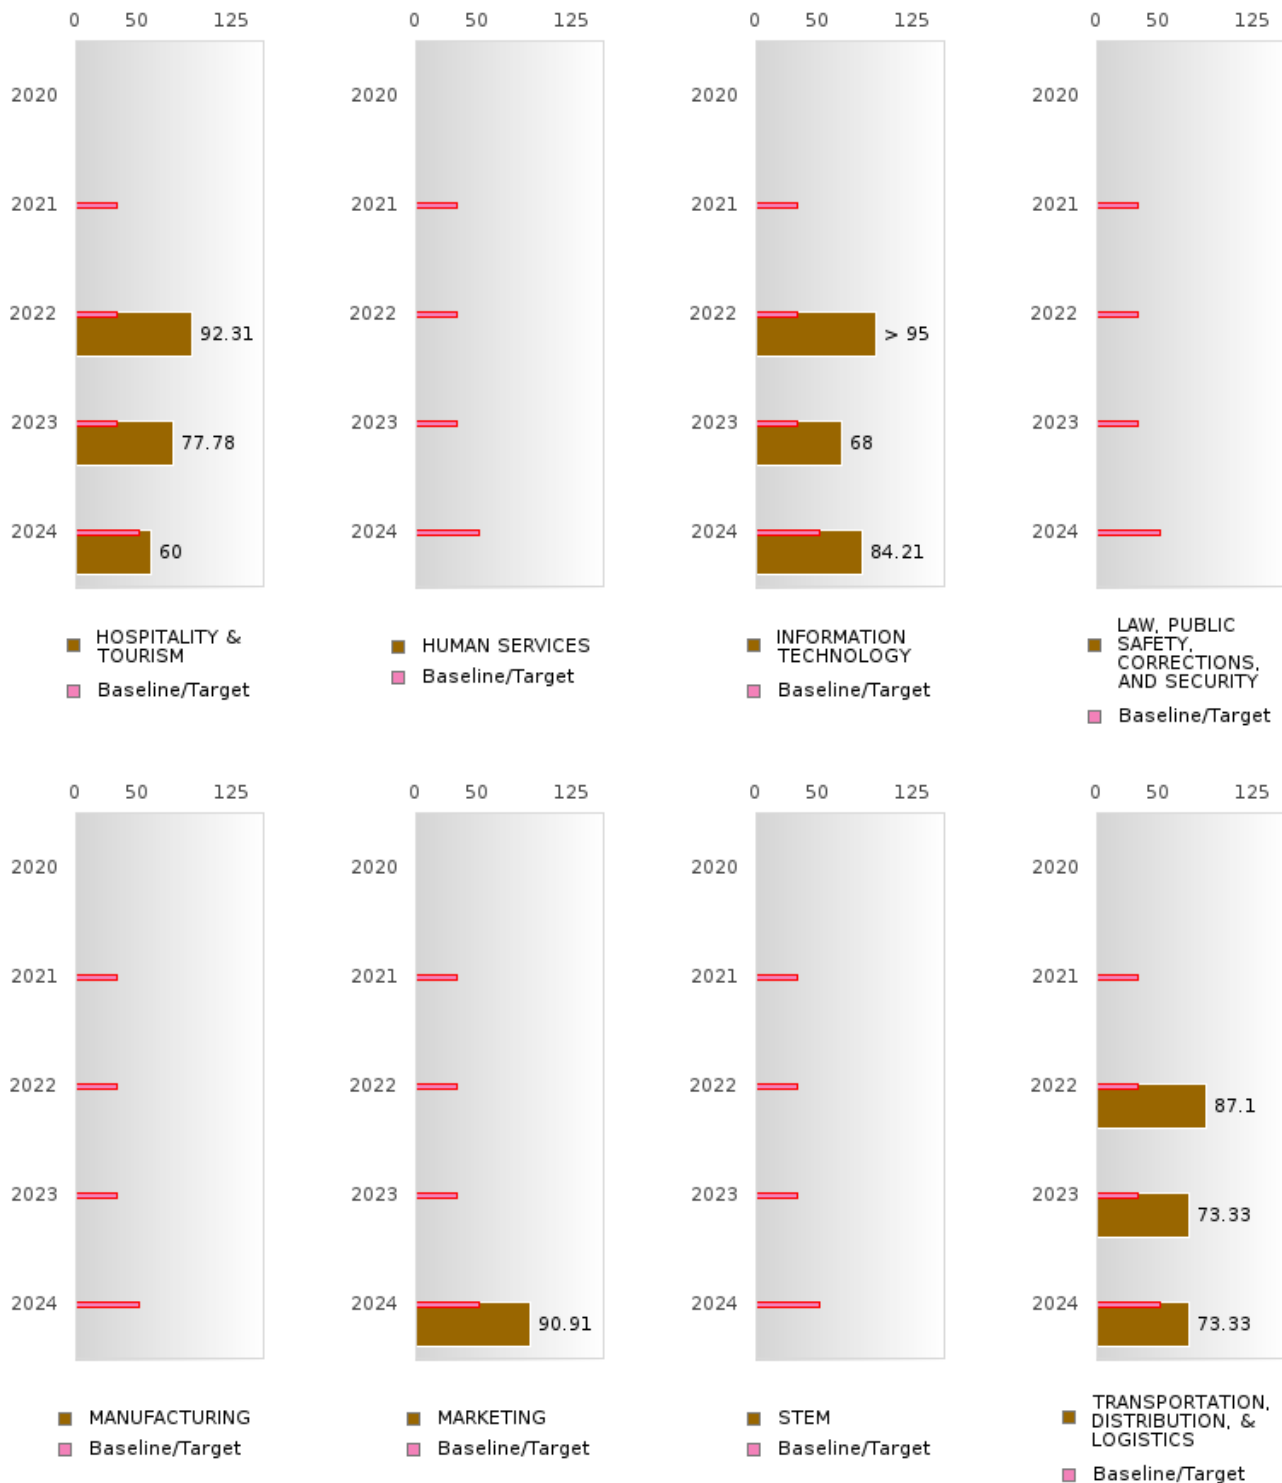 0 50 125 0 50 125 0 50 125 0 50 125
2020 2020 2020 2020
2021 2021 2021 2021
2022 92.31 2022 2022 > 95 2022
2023 77.78 2023 2023 68 2023
2024 60 2024 2024 84.21 2024
HOSPITALITY &
TOURISM
Baseline/Target
HUMAN SERVICES
Baseline/Target
INFORMATION
TECHNOLOGY
Baseline/Target
LAW, PUBLIC
SAFETY,
CORRECTIONS,
AND SECURITY
Baseline/Target
0 50 125 0 50 125 0 50 125 0 50 125
2020 2020 2020 2020
2021 2021 2021 2021
2022 2022 2022 2022 87.1
2023 2023 2023 2023 73.33
2024 2024 90.91 2024 2024 73.33
MANUFACTURING
Baseline/Target
MARKETING
Baseline/Target
STEM
Baseline/Target
TRANSPORTATION,
DISTRIBUTION, &
LOGISTICS
Baseline/Target